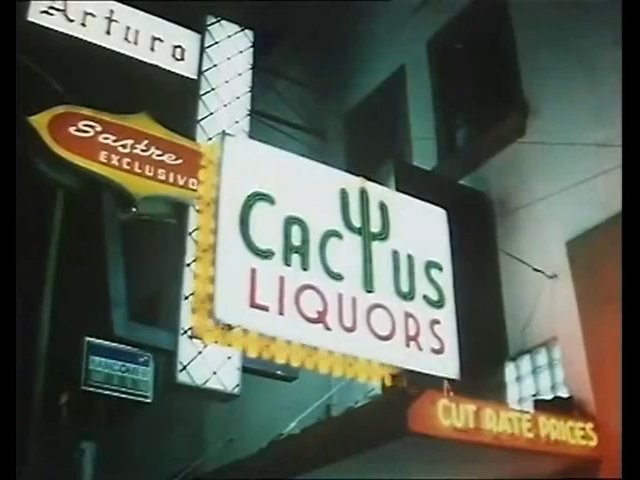 Arturo
Sastre
EXCLUSIVO
CACTUS
LIQUORS
CUT RATE PRICES